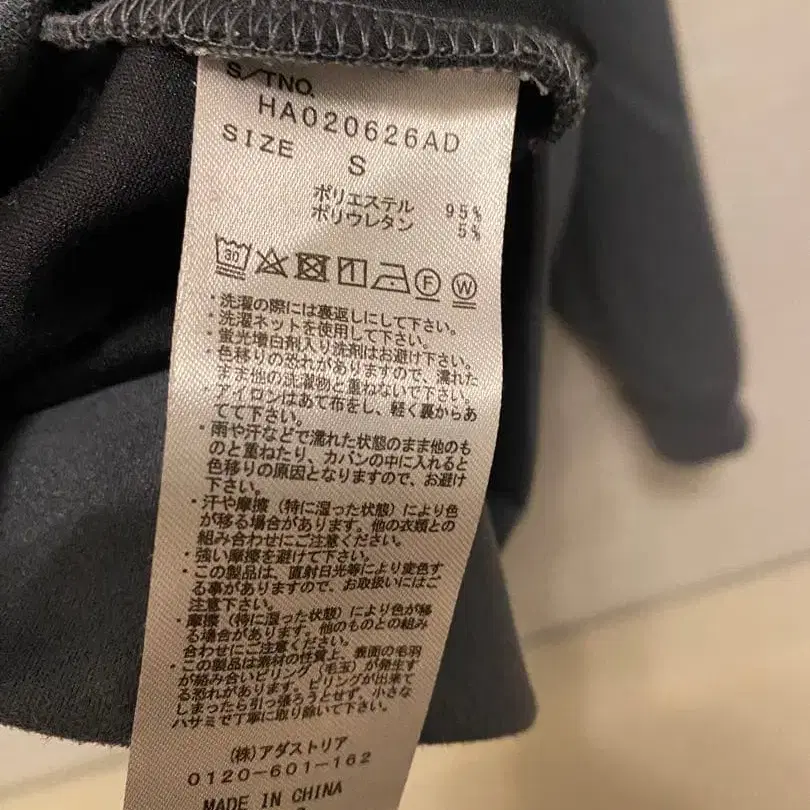 S/TNO.
HA020626AD
SIZE S
ポリエステル 95%
ポリウレタン 5%
30 F W
・洗濯の際には裏返しにして下さい。
・洗濯ネットを使用して下さい。
・蛍光増白剤入り洗剤はお避け下さい。
・色移りの恐れがありますので、濡れた
まま他の洗濯物と重ねないで下さい。
・アイロンはあて布をし、軽く裏からあ
てて下さい。
・雨や汗などで濡れた状態のまま他のも
のと重ねたり、カバンの中に入れると
色移りの原因となりますので、お避け
下さい。
・汗や摩擦（特に湿った状態）により色
が移る場合があります。他の衣類との
組み合わせにご注意ください。
・強い摩擦を避けて下さい。
・この製品は、直射日光等により変色す
る事がありますので、お取扱いにはご
注意下さい。
・摩擦（特に湿った状態）により色が移
る場合があります。他のものとの組み
合わせにご注意ください。
・この製品は素材の性質上、表面の毛羽
が絡み合いピリング（毛玉）が発生す
る恐れがあります。ピリングが出来て
しまったら引っ張ろうとせず、小さな
ハサミで丁寧に取り除いて下さい。
（株）アダストリア
0120-601-162
MADE IN CHINA